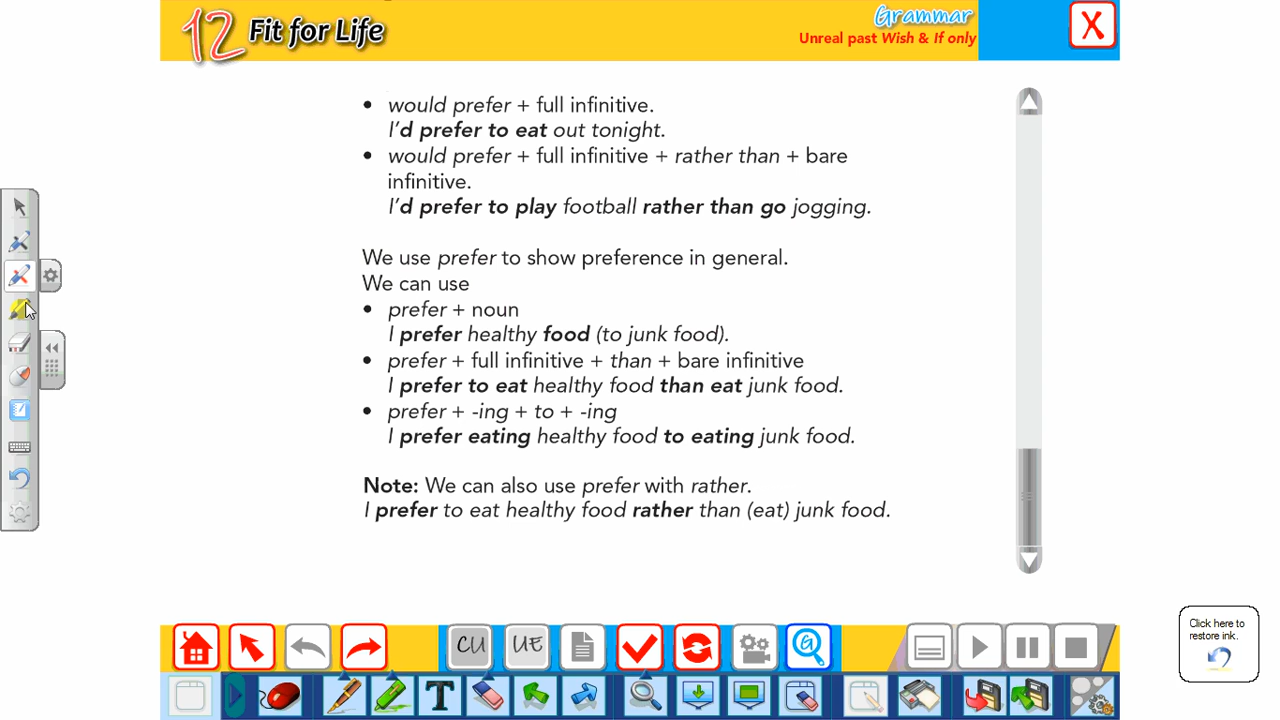 12 Fit for Life
Grammar
Unreal past Wish & If only
X
• would prefer + full infinitive.
I'd prefer to eat out tonight.
• would prefer + full infinitive + rather than + bare
infinitive.
I'd prefer to play football rather than go jogging.
We use prefer to show preference in general.
We can use
• prefer + noun
I prefer healthy food (to junk food).
• prefer + full infinitive + than + bare infinitive
I prefer to eat healthy food than eat junk food.
• prefer + -ing + to + -ing
I prefer eating healthy food to eating junk food.
Note: We can also use prefer with rather.
I prefer to eat healthy food rather than (eat) junk food.
Click here to
restore ink.
CU
UE
G
T